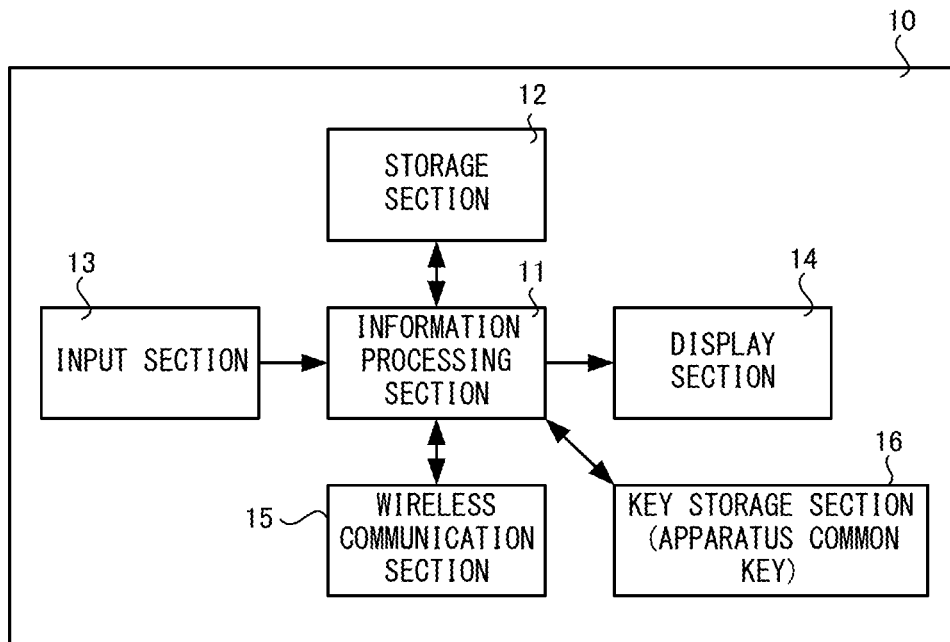 10
12
STORAGE
SECTION
13
INPUT SECTION
11
INFORMATION
PROCESSING
SECTION
14
DISPLAY
SECTION
15
WIRELESS
COMMUNICATION
SECTION
16
KEY STORAGE SECTION
(APPARATUS COMMON
KEY)